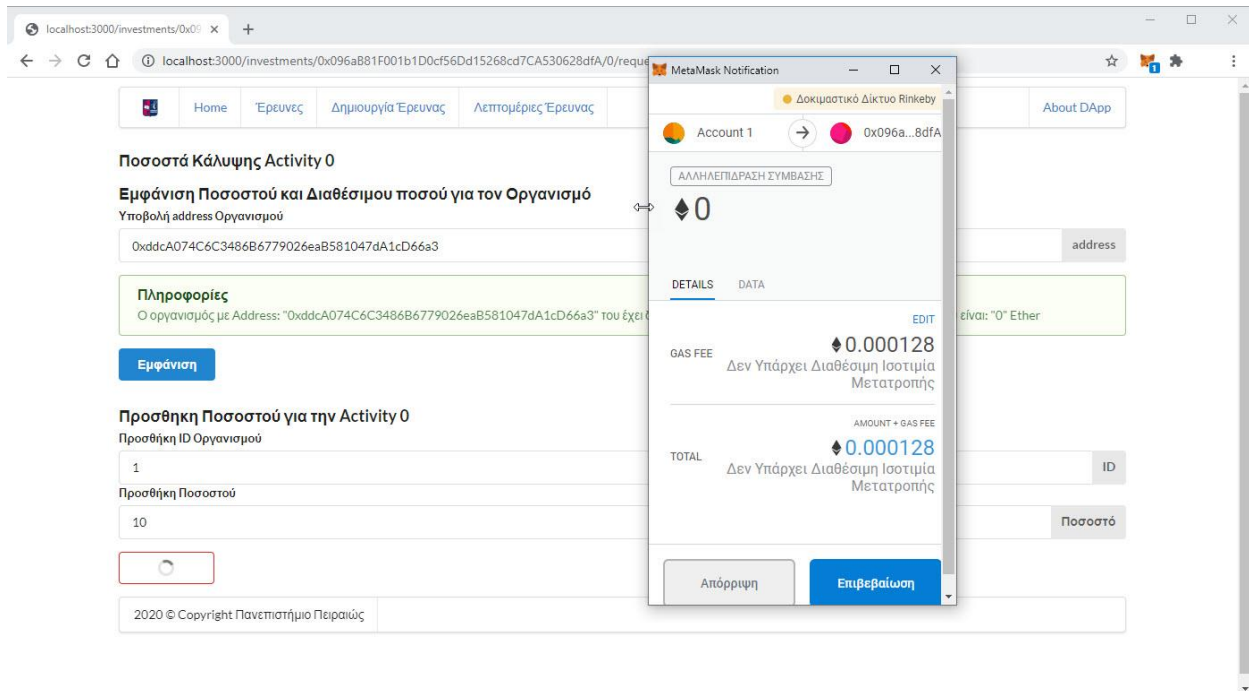 localhost:3000/investments/0x09
localhost:3000/investments/0x096aB81F001b1D0cf56Dd15268cd7CA530628dfA/0/reque
Home Έρευνες Δημιουργία Έρευνας Λεπτομέριες Έρευνας About DApp
Ποσοστά Κάλυψης Activity 0
Εμφάνιση Ποσοστού και Διαθέσιμου ποσού για τον Οργανισμό
Υποβολή address Οργανισμού
0xddcA074C6C3486B6779026eaB581047dA1cD66a3 address
Πληροφορίες
Ο οργανισμός με Address: "0xddcA074C6C3486B6779026eaB581047dA1cD66a3" του έχει είναι: "0" Ether
Εμφάνιση
Προσθηκη Ποσοστού για την Activity 0
Προσθήκη ID Οργανισμού
1 ID
Προσθήκη Ποσοστού
10 Ποσοστό
2020 © Copyright Πανεπιστήμιο Πειραιώς
MetaMask Notification
Δοκιμαστικό Δίκτυο Rinkeby
Account 1 0x096a...8dfA
ΑΛΛΗΛΕΠΙΔΡΑΣΗ ΣΥΜΒΑΣΗΣ
0
DETAILS DATA
EDIT
GAS FEE 0.000128
Δεν Υπάρχει Διαθέσιμη Ισοτιμία
Μετατροπής
AMOUNT + GAS FEE
TOTAL 0.000128
Δεν Υπάρχει Διαθέσιμη Ισοτιμία
Μετατροπής
Απόρριψη Επιβεβαίωση
1